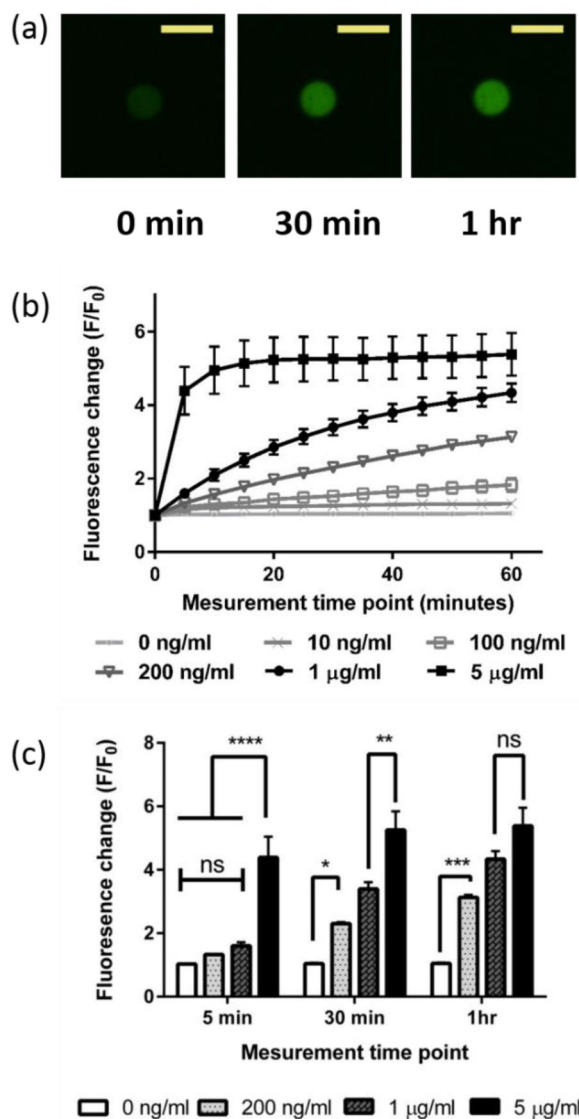 (a)
0 min 30 min 1 hr
(b)
Fluorescence change (F/F₀)
6
4
2
0
0 20 40 60
Mesurement time point (minutes)
0 ng/ml 10 ng/ml 100 ng/ml
200 ng/ml 1 μg/ml 5 μg/ml
(c)
Fluoresence change (F/F₀)
8
6
4
2
0
**** ** ns
ns * ***
5 min 30 min 1hr
Mesurement time point
0 ng/ml 200 ng/ml 1 μg/ml 5 μg/ml